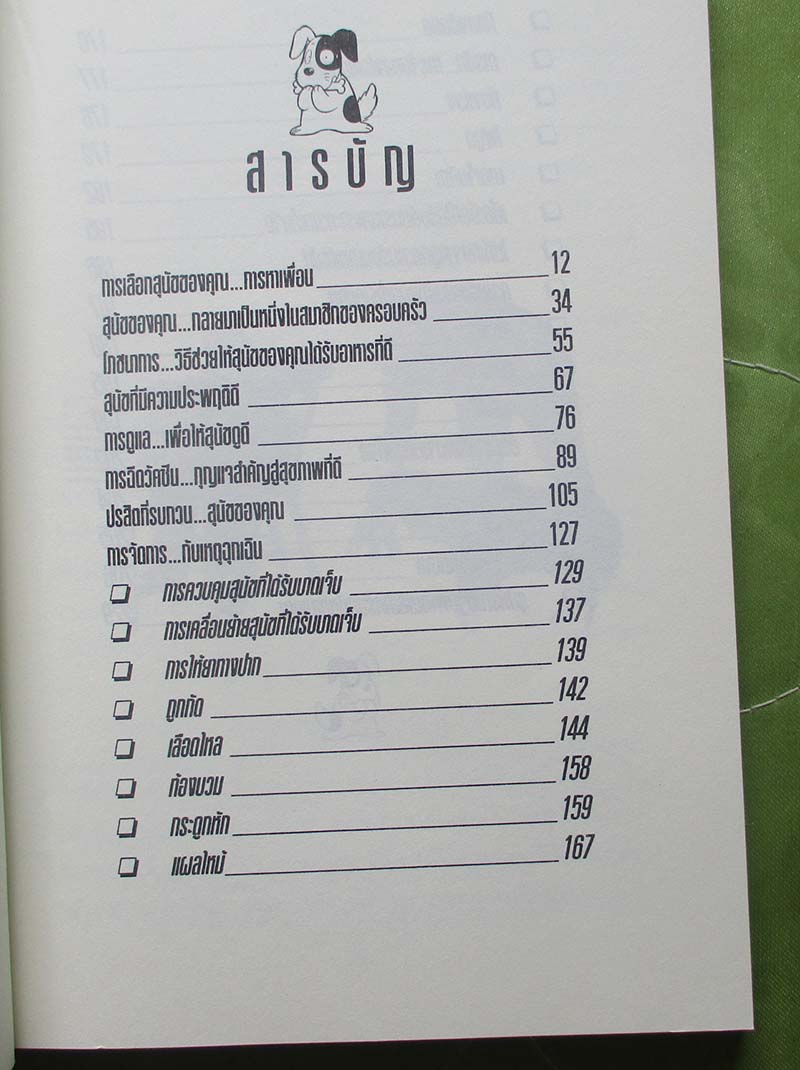 สารบัญ
การเลือกสุนัขของคุณ...การหาเพื่อน 12
สุนัขของคุณ...กลายมาเป็นหนึ่งในสมาชิกของครอบครัว 34
โภชนาการ...วิธีช่วยให้สุนัขของคุณได้รับอาหารที่ดี 55
สุนัขที่มีความประพฤติดี 67
การดูแล...เพื่อให้สุนัขดูดี 76
การฉีดวัคซีน...กุญแจสำคัญสู่สุขภาพที่ดี 89
ปรสิตที่รบกวน...สุนัขของคุณ 105
การจัดการ...กับเหตุฉุกเฉิน 127
การควบคุมสุนัขที่ได้รับบาดเจ็บ 129
การเคลื่อนย้ายสุนัขที่ได้รับบาดเจ็บ 137
การให้ยาทางปาก 139
ถูกกัด 142
เลือดไหล 144
ท้องบวม 158
กระดูกหัก 159
แผลไหม้ 167